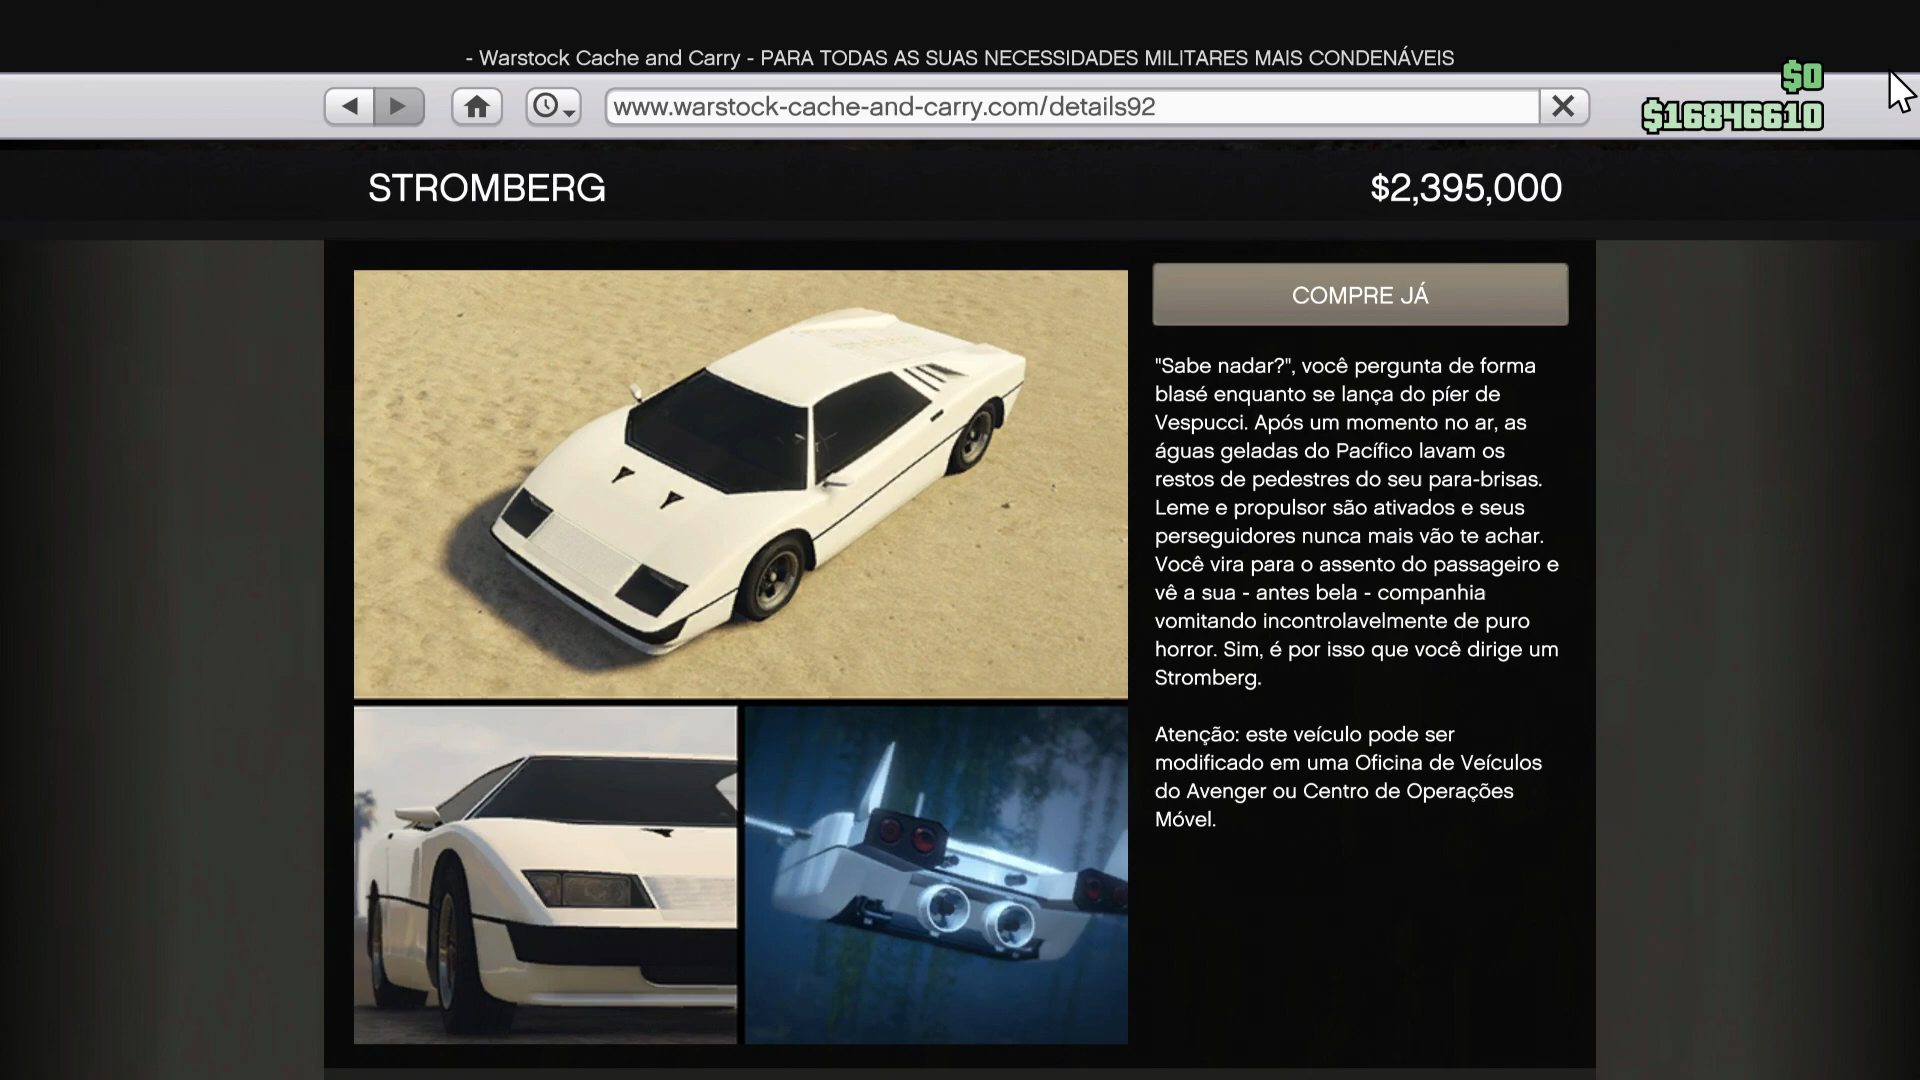 - Warstock Cache and Carry - PARA TODAS AS SUAS NECESSIDADES MILITARES MAIS CONDENÁVEIS
$0
www.warstock-cache-and-carry.com/details92
$16846610
STROMBERG
$2,395,000
COMPRE JÁ
"Sabe nadar?", você pergunta de forma
blasé enquanto se lança do píer de
Vespucci. Após um momento no ar, as
águas geladas do Pacífico lavam os
restos de pedestres do seu para-brisas.
Leme e propulsor são ativados e seus
perseguidores nunca mais vão te achar.
Você vira para o assento do passageiro e
vê a sua - antes bela - companhia
vomitando incontrolavelmente de puro
horror. Sim, é por isso que você dirige um
Stromberg.
Atenção: este veículo pode ser
modificado em uma Oficina de Veículos
do Avenger ou Centro de Operações
Móvel.